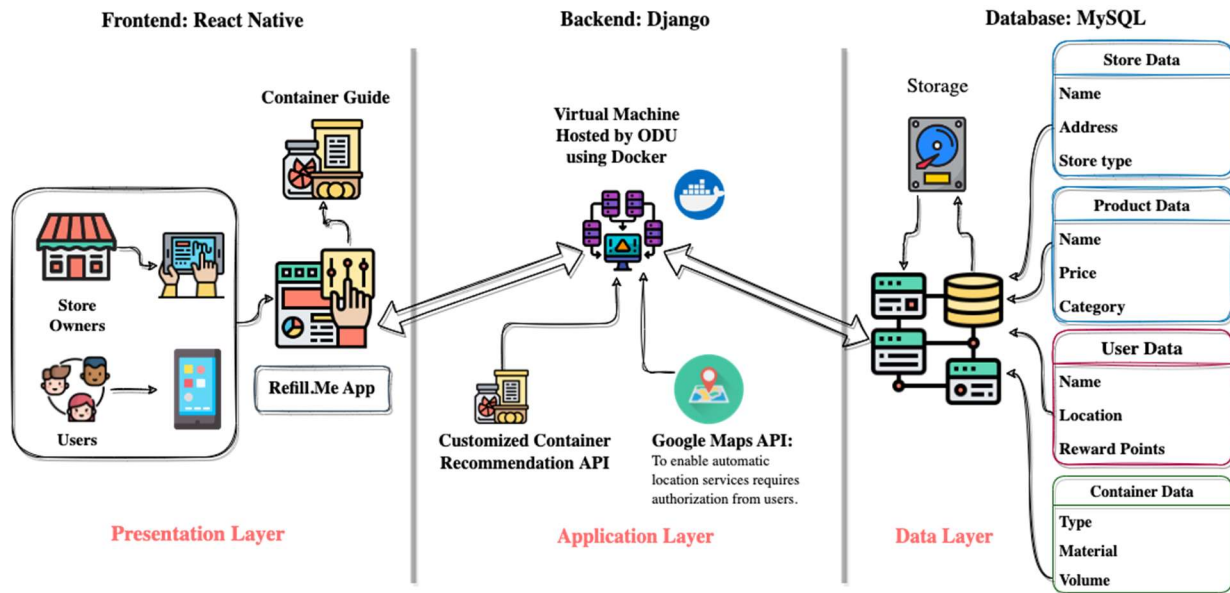 Frontend: React Native
Container Guide
Store
Owners
Users
Refill.Me App
Presentation Layer
Backend: Django
Virtual Machine
Hosted by ODU
using Docker
Customized Container
Recommendation API
Google Maps API:
To enable automatic
location services requires
authorization from users.
Application Layer
Database: MySQL
Storage
Data Layer
Store Data
Name
Address
Store type
Product Data
Name
Price
Category
User Data
Name
Location
Reward Points
Container Data
Type
Material
Volume